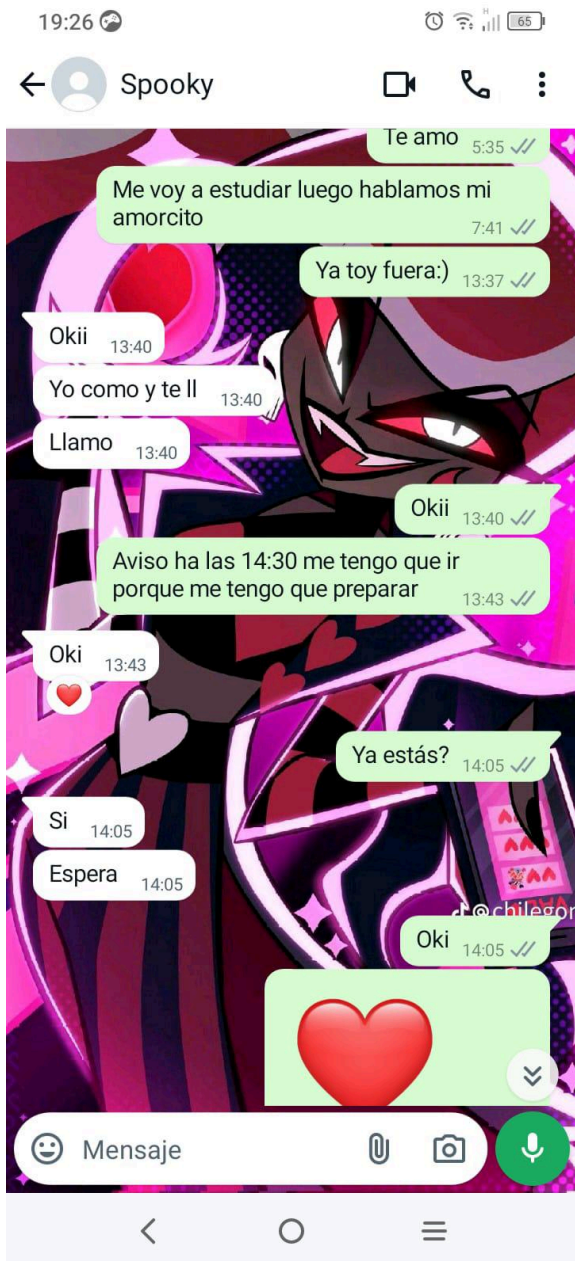 19:26
H
65
Spooky
Te amo 5:35
Me voy a estudiar luego hablamos mi
amorcito
7:41
Ya toy fuera:) 13:37
Okii 13:40
Yo como y te ll 13:40
Llamo 13:40
Okii 13:40
Aviso ha las 14:30 me tengo que ir
porque me tengo que preparar 13:43
Oki 13:43
Ya estás? 14:05
Si 14:05
Espera 14:05
@chilegor
Oki 14:05
Mensaje